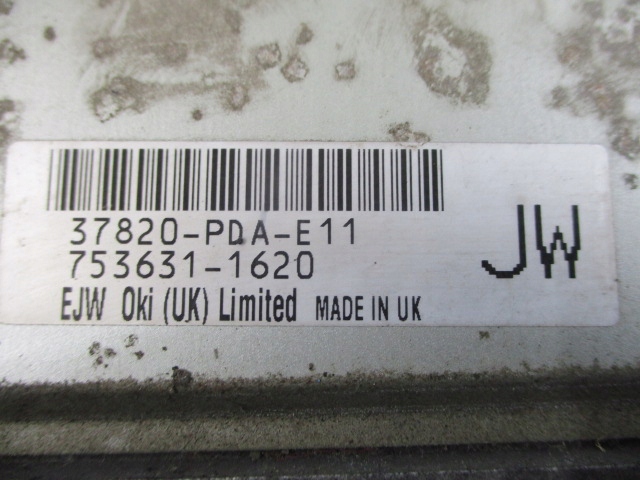 37820-PDA-E11
753631-1620
JW
EJW Oki (UK) Limited MADE IN UK